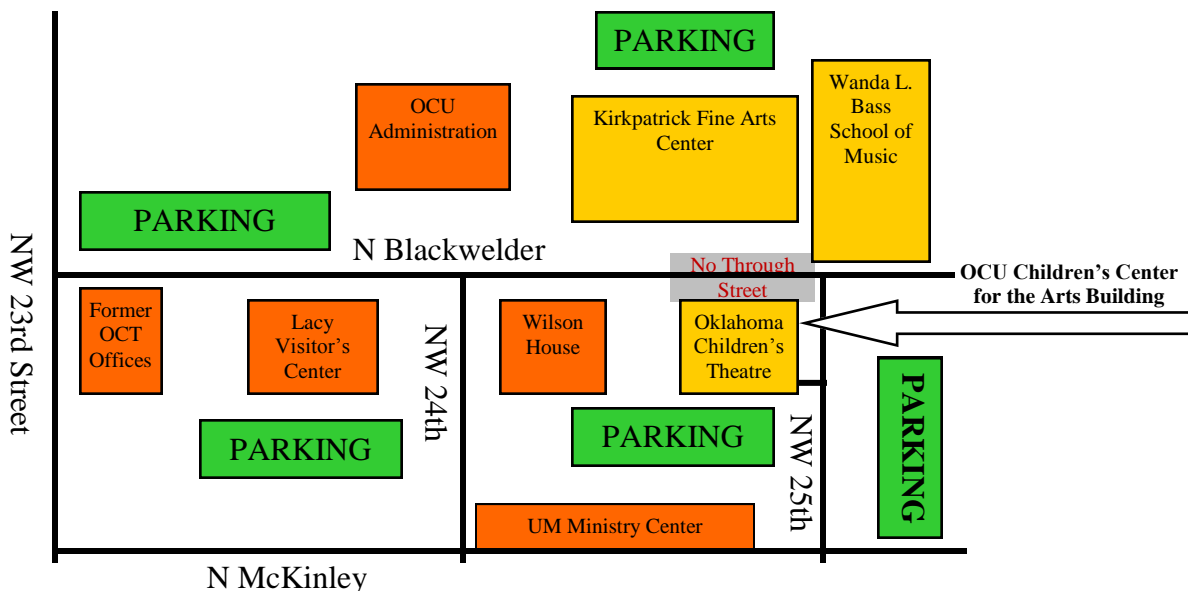 PARKING
OCU
Administration
Kirkpatrick Fine Arts
Center
Wanda L.
Bass
School of
Music
PARKING
NW 23rd Street
N Blackwelder
No Through
Street
OCU Children’s Center
for the Arts Building
Former
OCT
Offices
Lacy
Visitor’s
Center
NW 24th
Wilson
House
Oklahoma
Children’s
Theatre
PARKING
PARKING
NW 25th
PARKING
UM Ministry Center
N McKinley